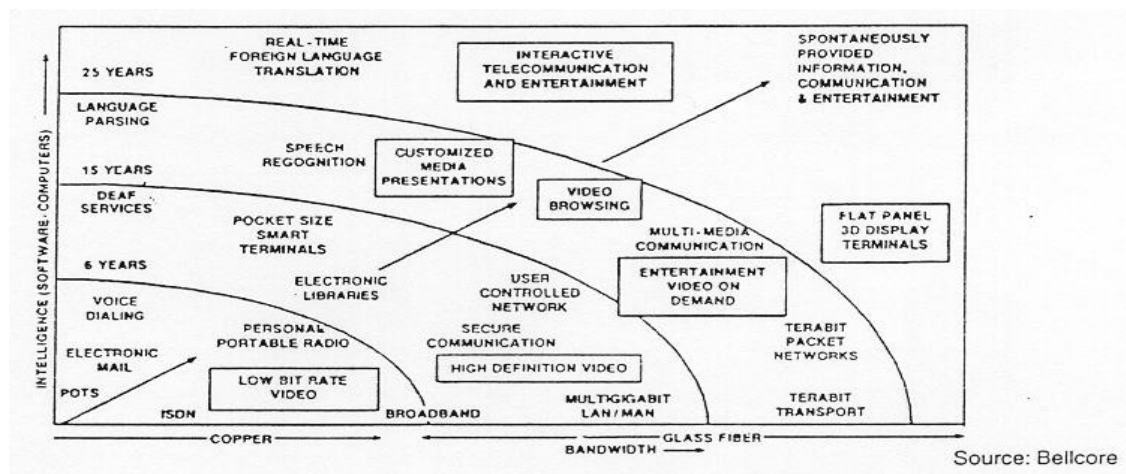 INTELLIGENCE (SOFTWARE-COMPUTERS)
25 YEARS
REAL-TIME
FOREIGN LANGUAGE
TRANSLATION
INTERACTIVE
TELECOMMUNICATION
AND ENTERTAINMENT
SPONTANEOUSLY
PROVIDED
INFORMATION,
COMMUNICATION
& ENTERTAINMENT
LANGUAGE
PARSING
SPEECH
REGOGNITION
CUSTOMIZED
MEDIA
PRESENTATIONS
15 YEARS
DEAF
SERVICES
VIDEO
BROWSING
POCKET SIZE
SMART
TERMINALS
FLAT PANEL
3D DISPLAY
TERMINALS
MULTI-MEDIA
COMMUNICATION
6 YEARS
ELECTRONIC
LIBRARIES
USER
CONTROLLED
NETWORK
ENTERTAINMENT
VIDEO ON
DEMAND
VOICE
DIALING
PERSONAL
PORTABLE RADIO
SECURE
COMMUNICATION
TERABIT
PACKET
NETWORKS
ELECTRONIC
MAIL
LOW BIT RATE
VIDEO
HIGH DEFINITION VIDEO
POTS
ISDN
BROADBAND
MULTIGIGABIT
LAN/MAN
TERABIT
TRANSPORT
COPPER
GLASS FIBER
BANDWIDTH
Source: Bellcore